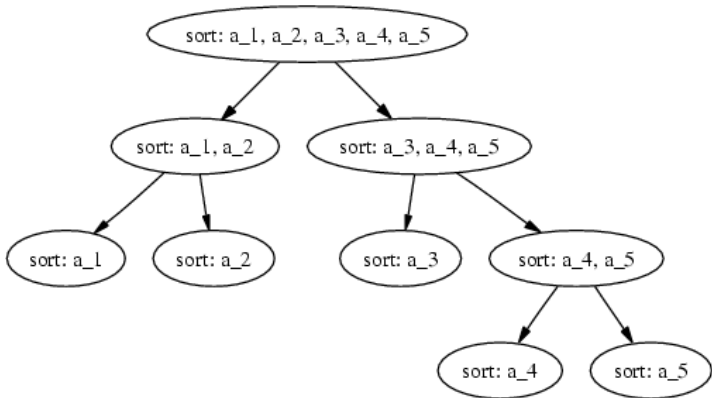 sort: a_1, a_2, a_3, a_4, a_5
sort: a_1, a_2
sort: a_3, a_4, a_5
sort: a_1
sort: a_2
sort: a_3
sort: a_4, a_5
sort: a_4
sort: a_5